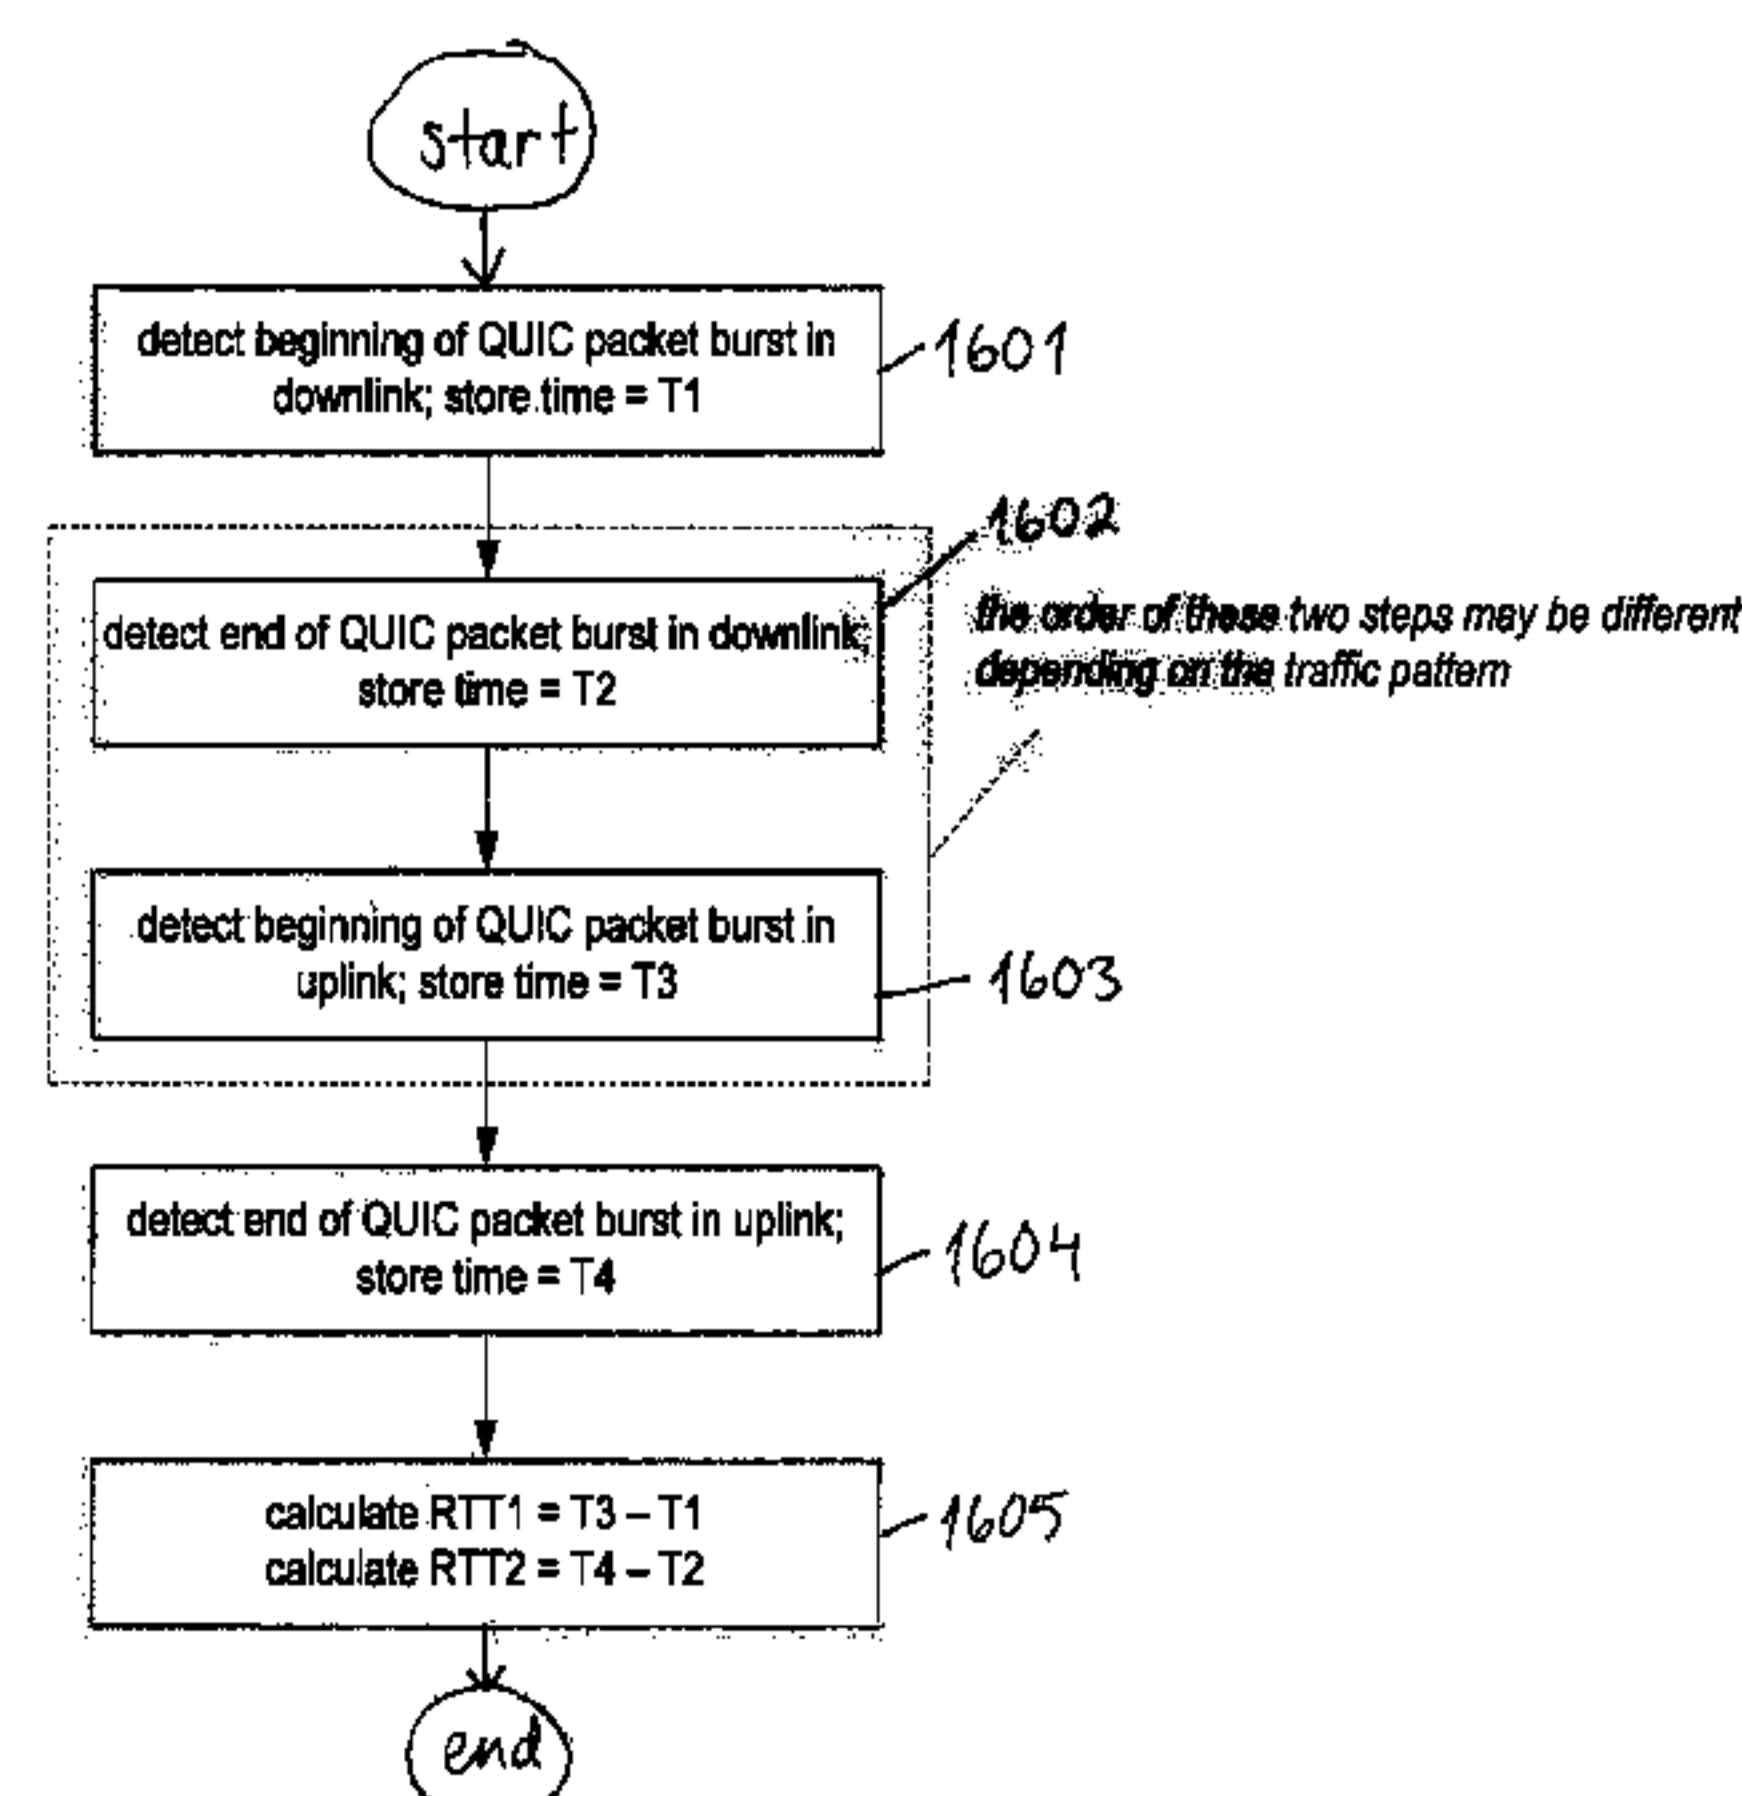 start
detect beginning of QUIC packet burst in
downlink; store time = T1
1601
1602
detect end of QUIC packet burst in downlink;
store time = T2
the order of these two steps may be different
depending on the traffic pattern
detect beginning of QUIC packet burst in
uplink; store time = T3
1603
detect end of QUIC packet burst in uplink;
store time = T4
1604
calculate RTT1 = T3 – T1
calculate RTT2 = T4 – T2
1605
end